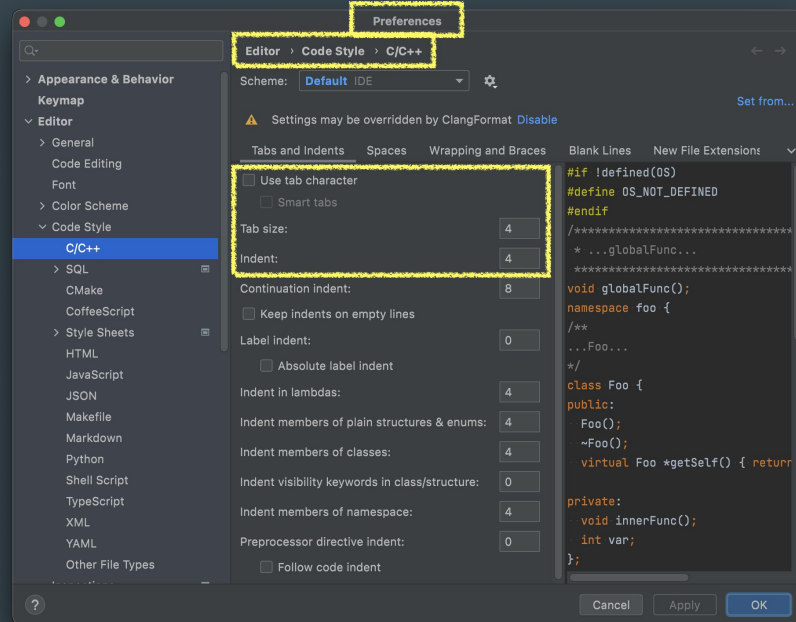 Preferences
Editor › Code Style › C/C++
Scheme: Default IDE
Set from...
Settings may be overridden by ClangFormat Disable
Appearance & Behavior
Keymap
Editor
General
Code Editing
Font
Color Scheme
Code Style
C/C++
SQL
CMake
CoffeeScript
Style Sheets
HTML
JavaScript
JSON
Makefile
Markdown
Python
Shell Script
TypeScript
XML
YAML
Other File Types
Tabs and Indents Spaces Wrapping and Braces Blank Lines New File Extensions
Use tab character
Smart tabs
Tab size: 4
Indent: 4
Continuation indent: 8
Keep indents on empty lines
Label indent: 0
Absolute label indent
Indent in lambdas: 4
Indent members of plain structures & enums: 4
Indent members of classes: 4
Indent visibility keywords in class/structure: 0
Indent members of namespace: 4
Preprocessor directive indent: 0
Follow code indent
#if !defined(OS)
#define OS_NOT_DEFINED
#endif
/******************************
* ...globalFunc...
******************************
void globalFunc();
namespace foo {
/**
...Foo...
*/
class Foo {
public:
Foo();
~Foo();
virtual Foo *getSelf() { return
private:
void innerFunc();
int var;
};
? Cancel Apply OK